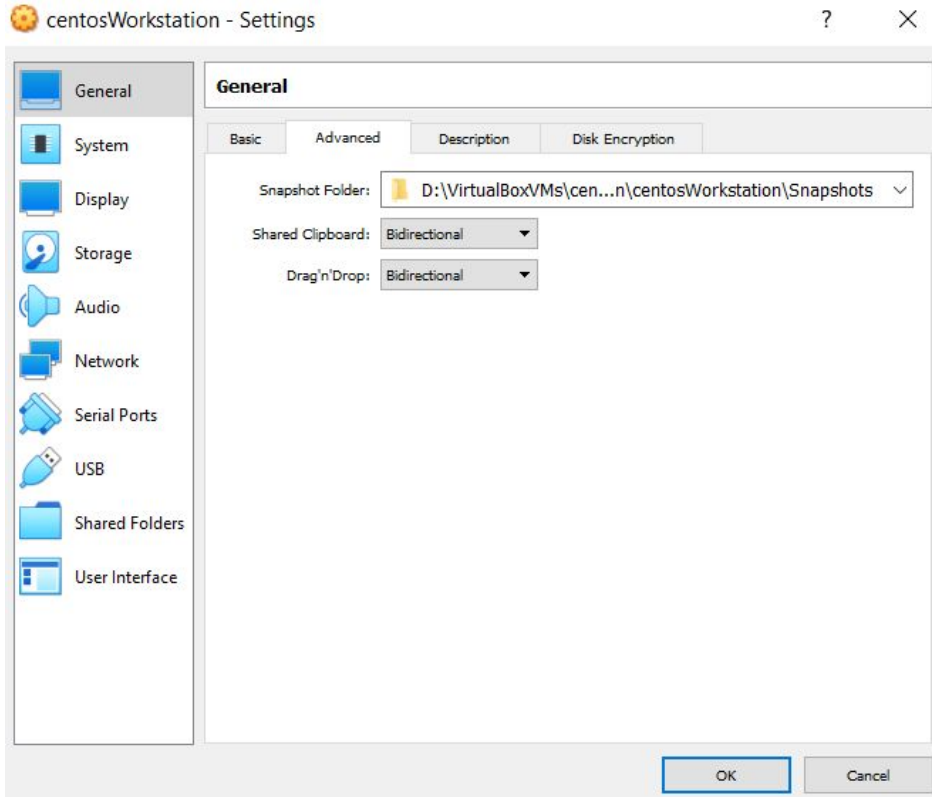 centosWorkstation - Settings
? ×
General
System
Display
Storage
Audio
Network
Serial Ports
USB
Shared Folders
User Interface
General
Basic Advanced Description Disk Encryption
Snapshot Folder: D:\VirtualBoxVMs\cen...n\centosWorkstation\Snapshots
Shared Clipboard: Bidirectional
Drag'n'Drop: Bidirectional
OK Cancel